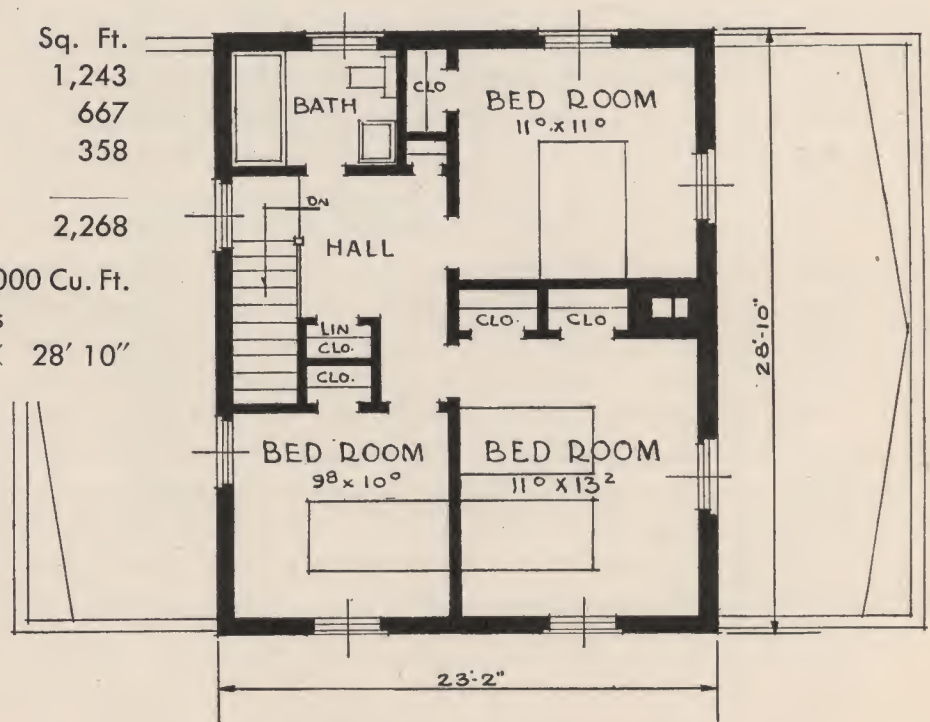 Sq. Ft.
1,243
667
358
2,268
000 Cu. Ft.
28' 10"
BATH
CLO
BED ROOM
11⁰ x 11⁰
DN
HALL
LIN
CLO.
CLO.
CLO.
CLO
BED ROOM
9⁸ x 10⁰
BED ROOM
11⁰ X 13²
28'-10"
23'-2"